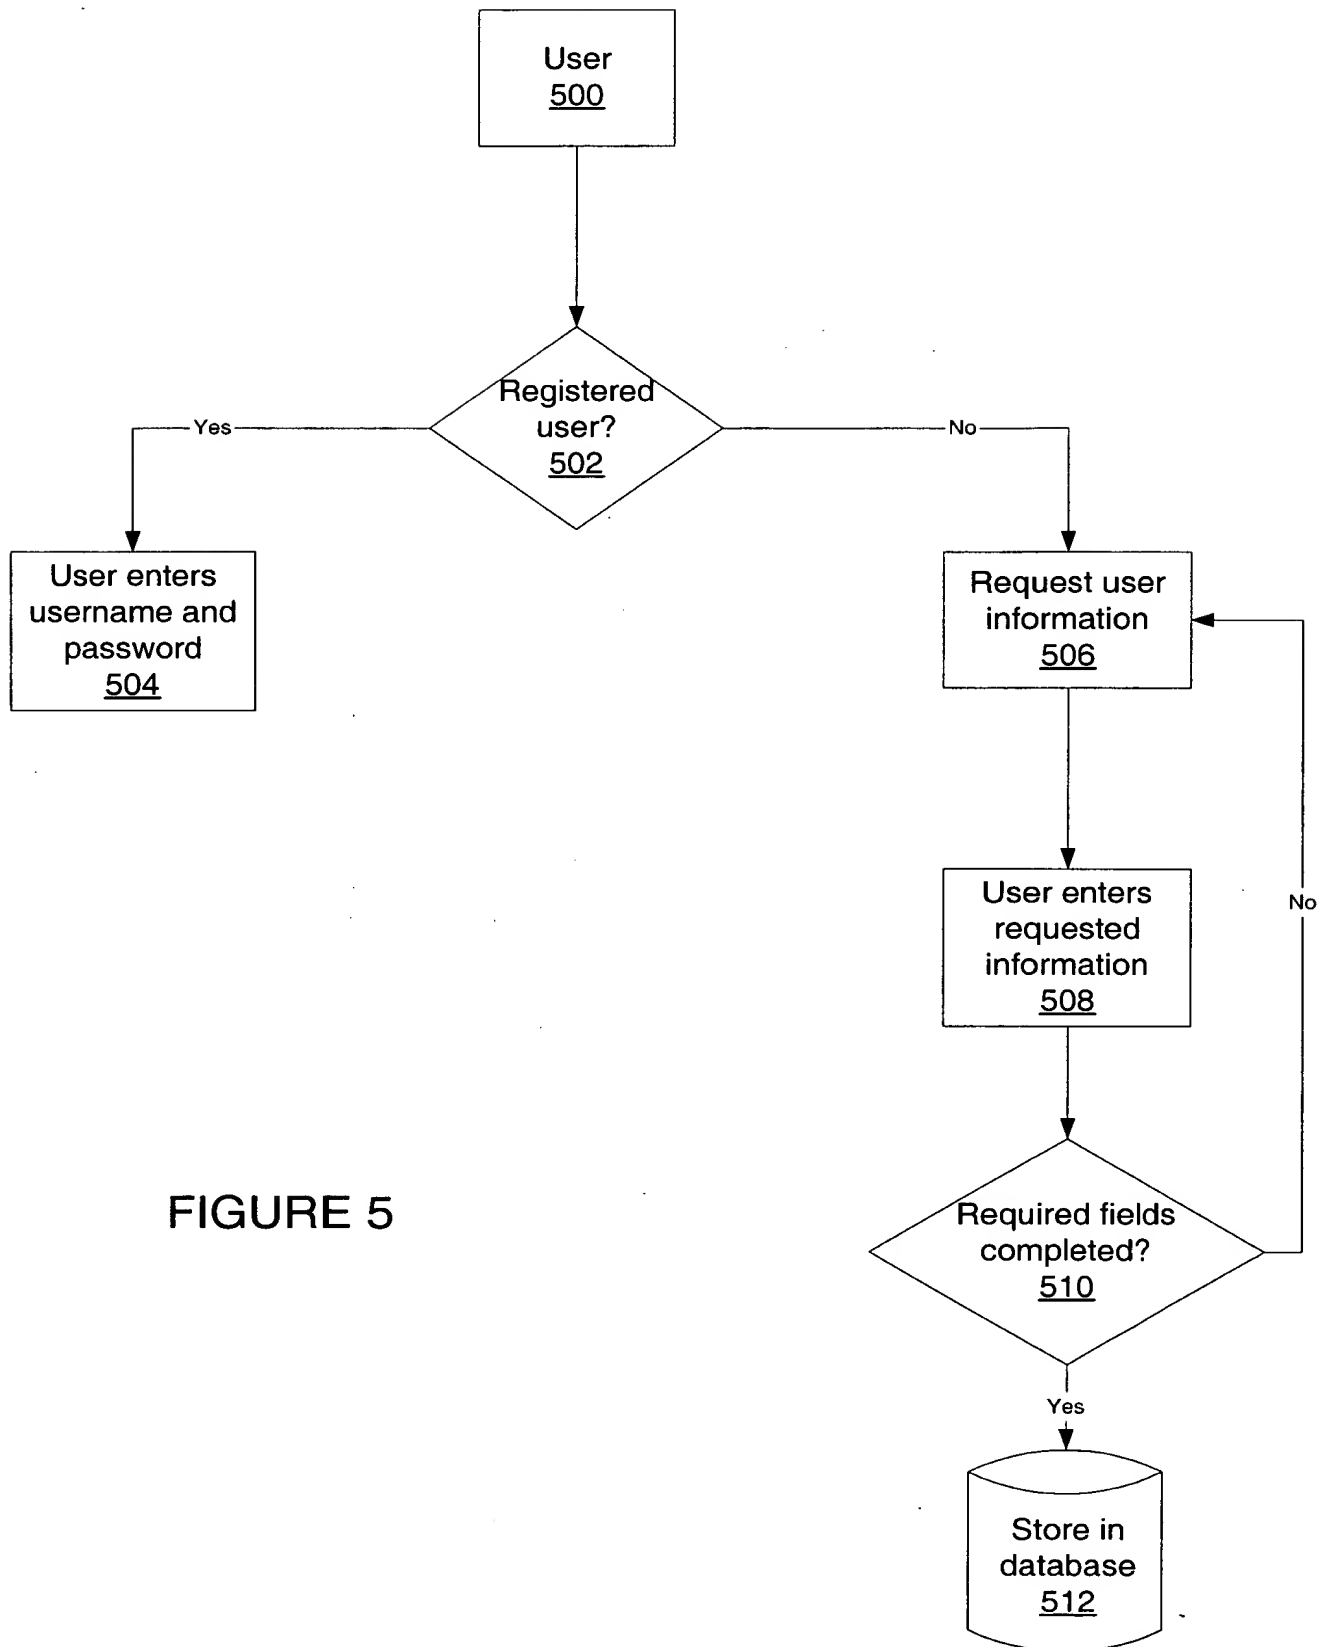 User
500
Registered
user?
502
Yes
No
User enters
username and
password
504
Request user
information
506
User enters
requested
information
508
No
Required fields
completed?
510
FIGURE 5
Yes
Store in
database
512